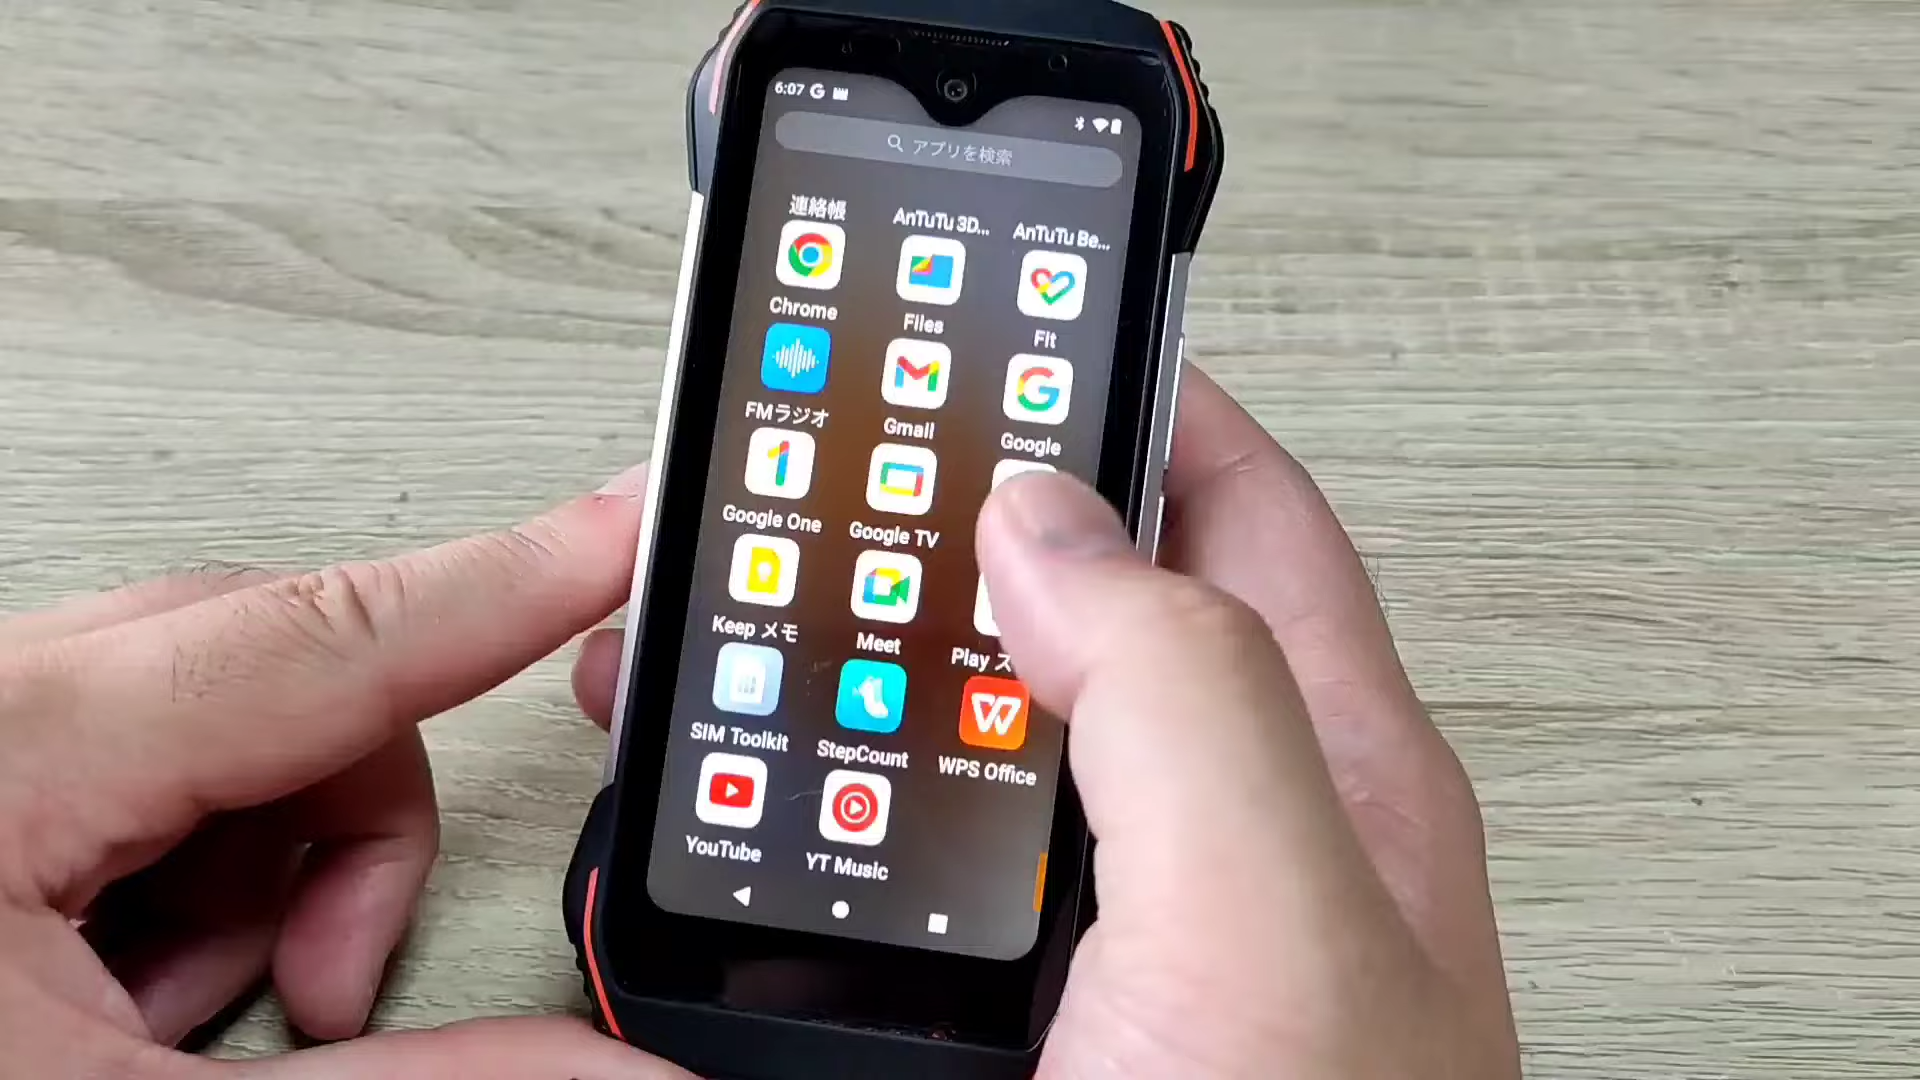 6:07
アプリを検索
連絡帳 AnTuTu 3D... AnTuTu Be...
Chrome Files Fit
FMラジオ Gmail Google
Google One Google TV
Keep メモ Meet Play ス
SIM Toolkit StepCount WPS Office
YouTube YT Music